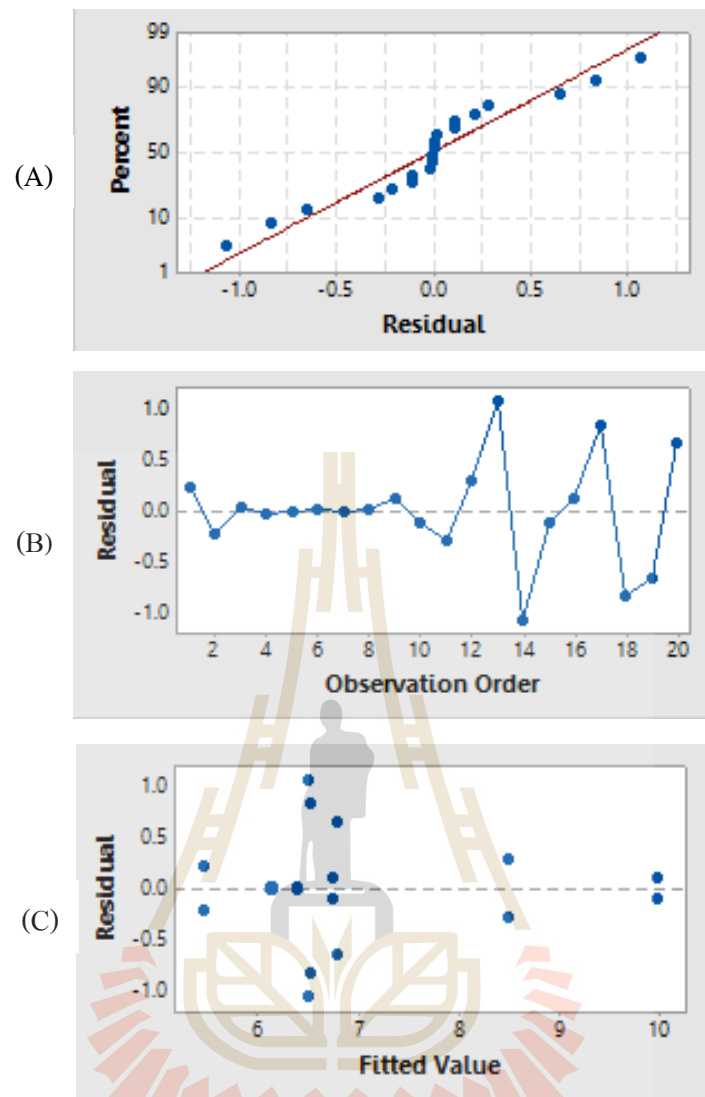 (A)
Percent
99
90
50
10
1
-1.0 -0.5 0.0 0.5 1.0
Residual
(B)
Residual
1.0
0.5
0.0
-0.5
-1.0
2 4 6 8 10 12 14 16 18 20
Observation Order
(C)
Residual
1.0
0.5
0.0
-0.5
-1.0
6 7 8 9 10
Fitted Value